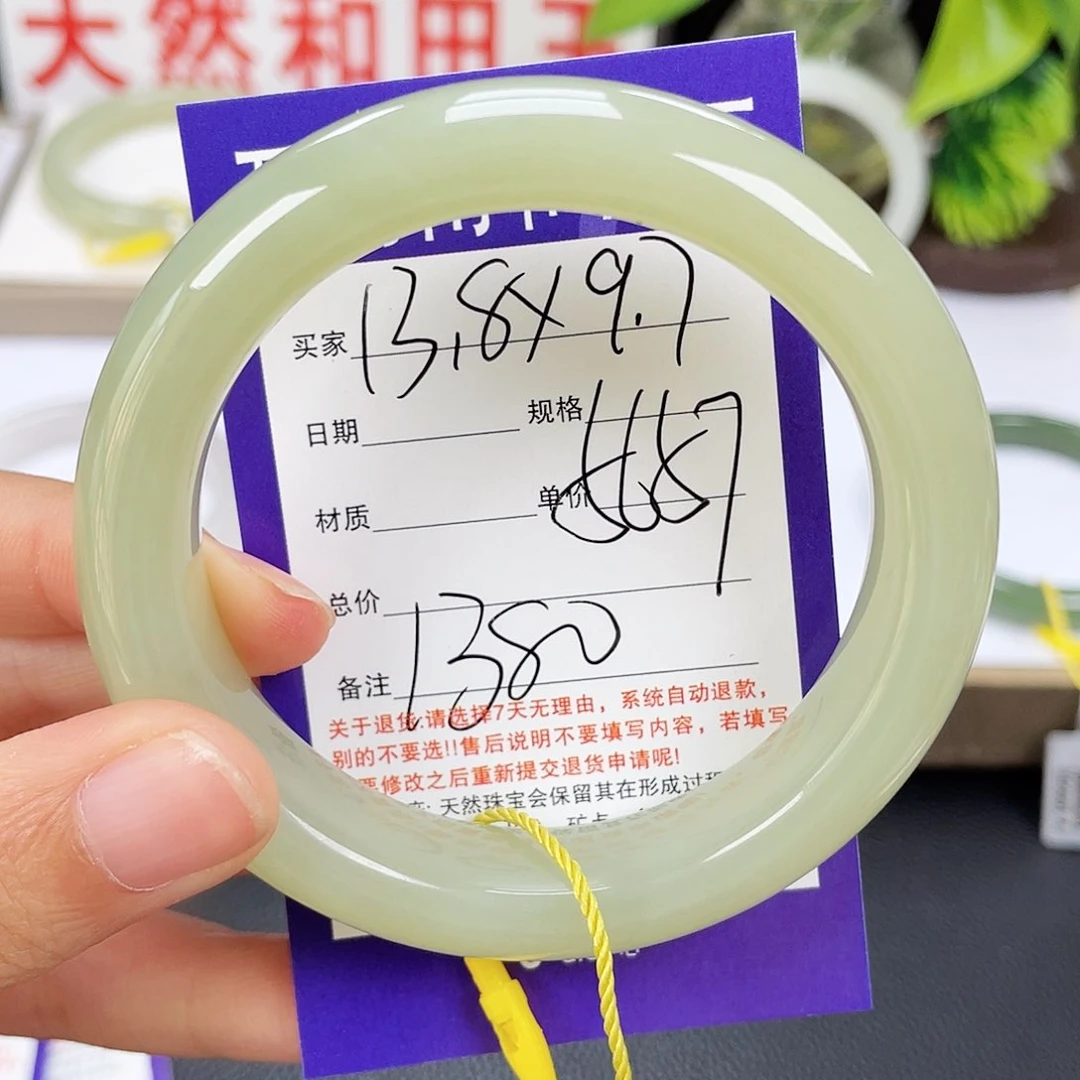 天然和田玉
买家 13.8×9.7
日期 规格
材质 单价
总价
备注 1380
关于退货:请选择7天无理由，系统自动退款，
别的不要选!!售后说明不要填写内容，若填写
要修改之后重新提交退货申请呢!
天然珠宝会保留其在形成过程